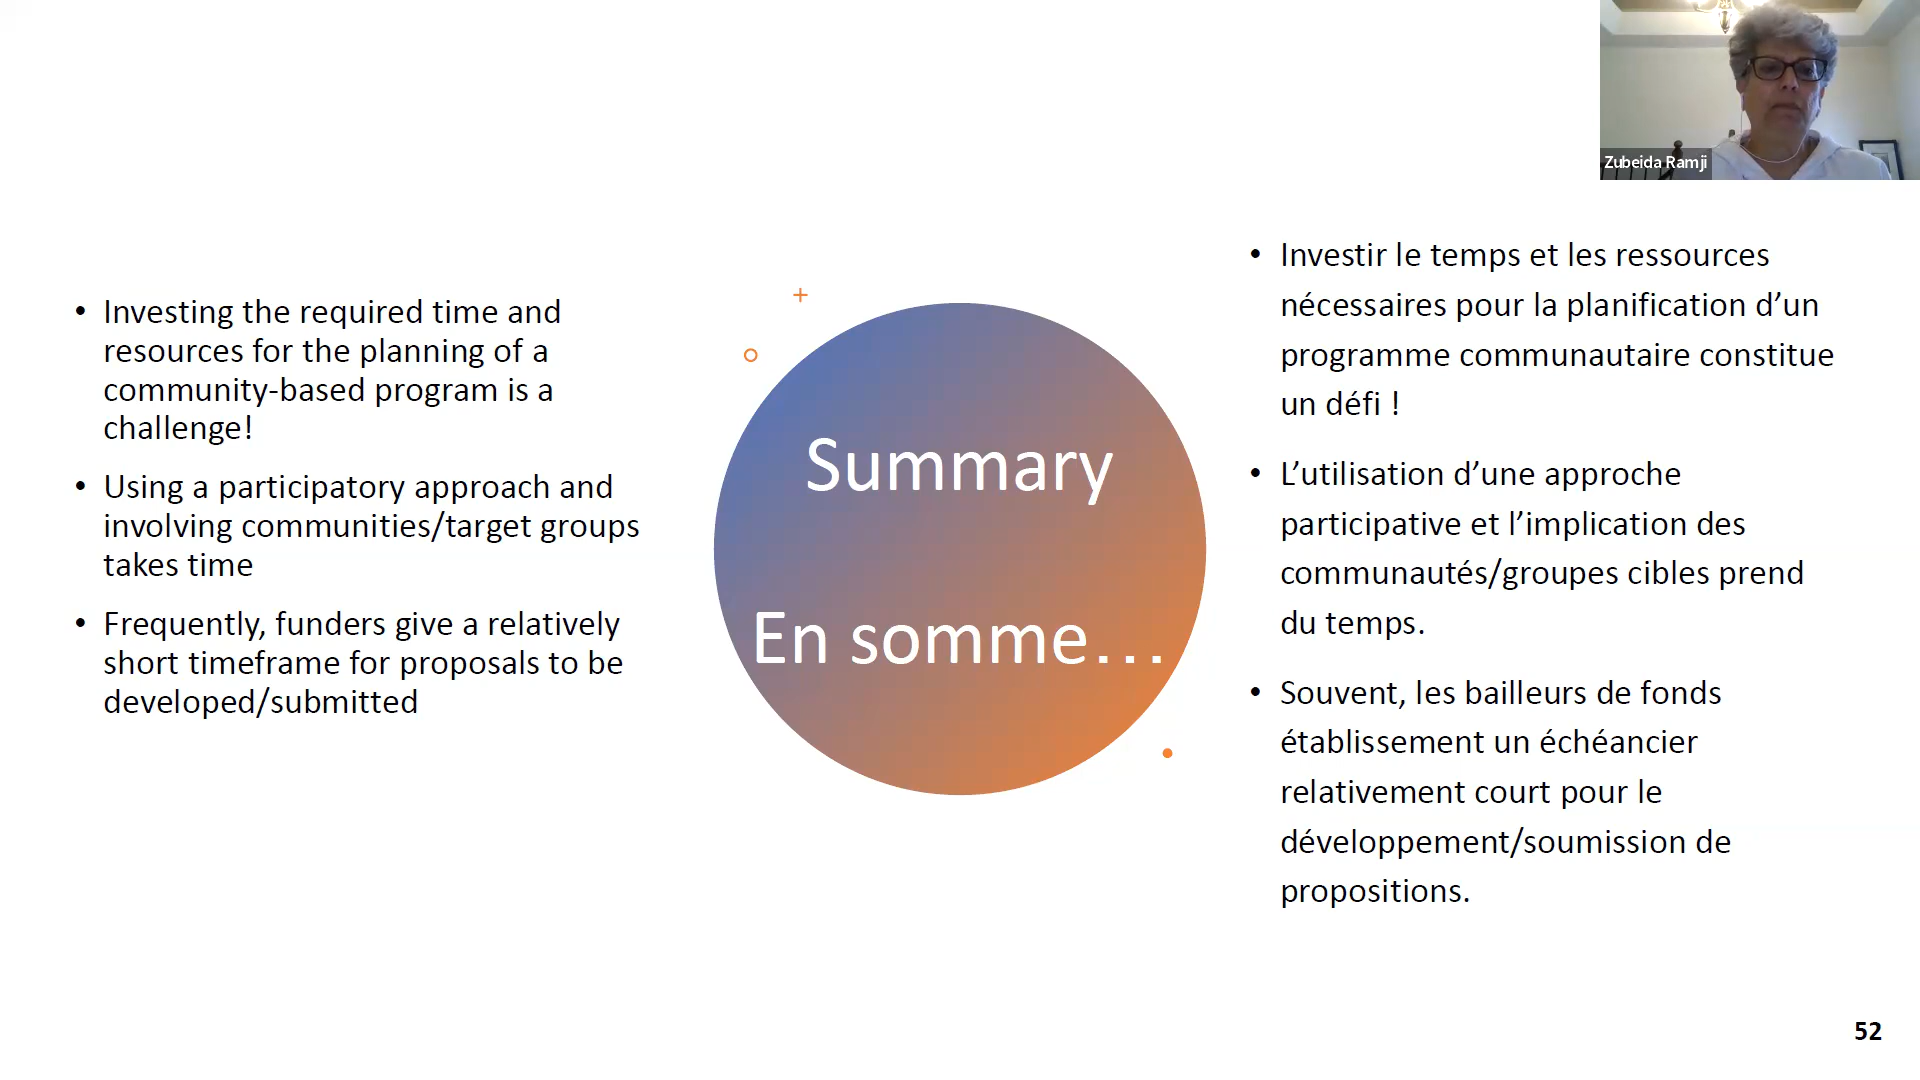 Zubeida Ramji
• Investing the required time and
resources for the planning of a
community-based program is a
challenge!
• Using a participatory approach and
involving communities/target groups
takes time
• Frequently, funders give a relatively
short timeframe for proposals to be
developed/submitted
Summary
En somme...
• Investir le temps et les ressources
nécessaires pour la planification d’un
programme communautaire constitue
un défi !
• L’utilisation d’une approche
participative et l’implication des
communautés/groupes cibles prend
du temps.
• Souvent, les bailleurs de fonds
établissement un échéancier
relativement court pour le
développement/soumission de
propositions.
52